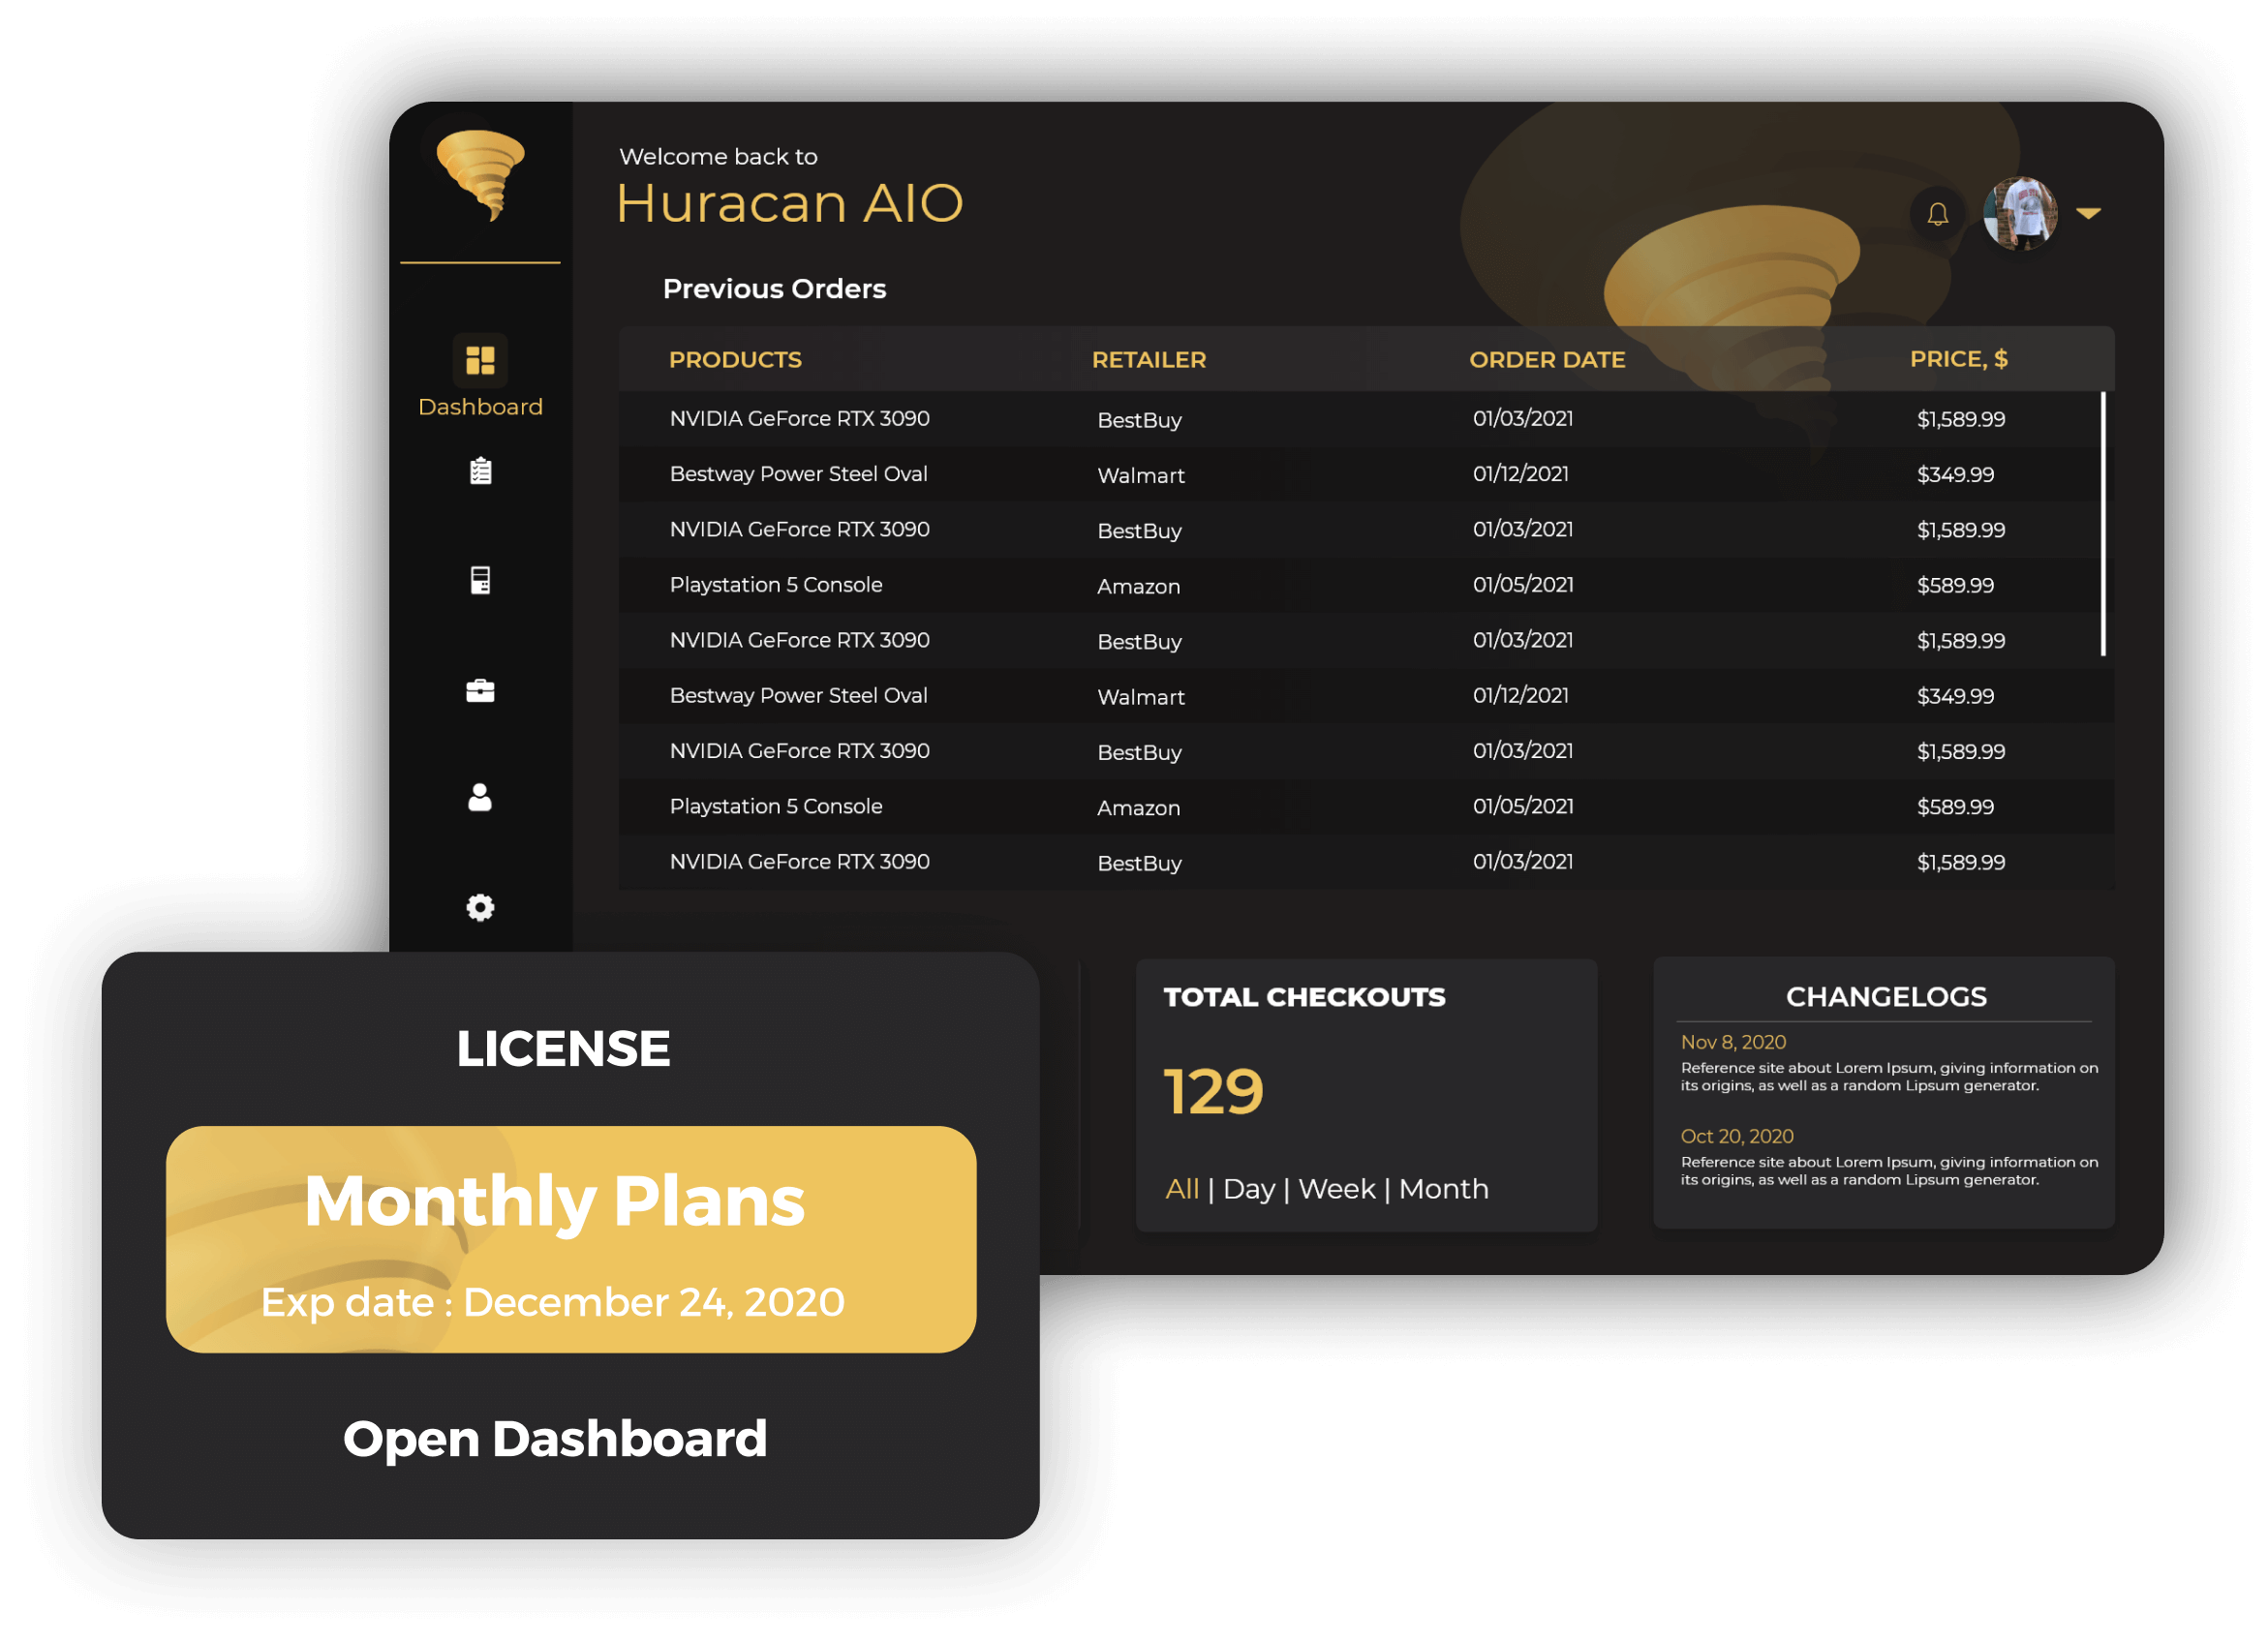 Welcome back to
Huracan AIO
Dashboard
Previous Orders
PRODUCTS RETAILER ORDER DATE PRICE, $
NVIDIA GeForce RTX 3090 BestBuy 01/03/2021 $1,589.99
Bestway Power Steel Oval Walmart 01/12/2021 $349.99
NVIDIA GeForce RTX 3090 BestBuy 01/03/2021 $1,589.99
Playstation 5 Console Amazon 01/05/2021 $589.99
NVIDIA GeForce RTX 3090 BestBuy 01/03/2021 $1,589.99
Bestway Power Steel Oval Walmart 01/12/2021 $349.99
NVIDIA GeForce RTX 3090 BestBuy 01/03/2021 $1,589.99
Playstation 5 Console Amazon 01/05/2021 $589.99
NVIDIA GeForce RTX 3090 BestBuy 01/03/2021 $1,589.99
LICENSE
Monthly Plans
Exp date : December 24, 2020
Open Dashboard
TOTAL CHECKOUTS
129
All | Day | Week | Month
CHANGELOGS
Nov 8, 2020
Reference site about Lorem Ipsum, giving information on
its origins, as well as a random Lipsum generator.
Oct 20, 2020
Reference site about Lorem Ipsum, giving information on
its origins, as well as a random Lipsum generator.